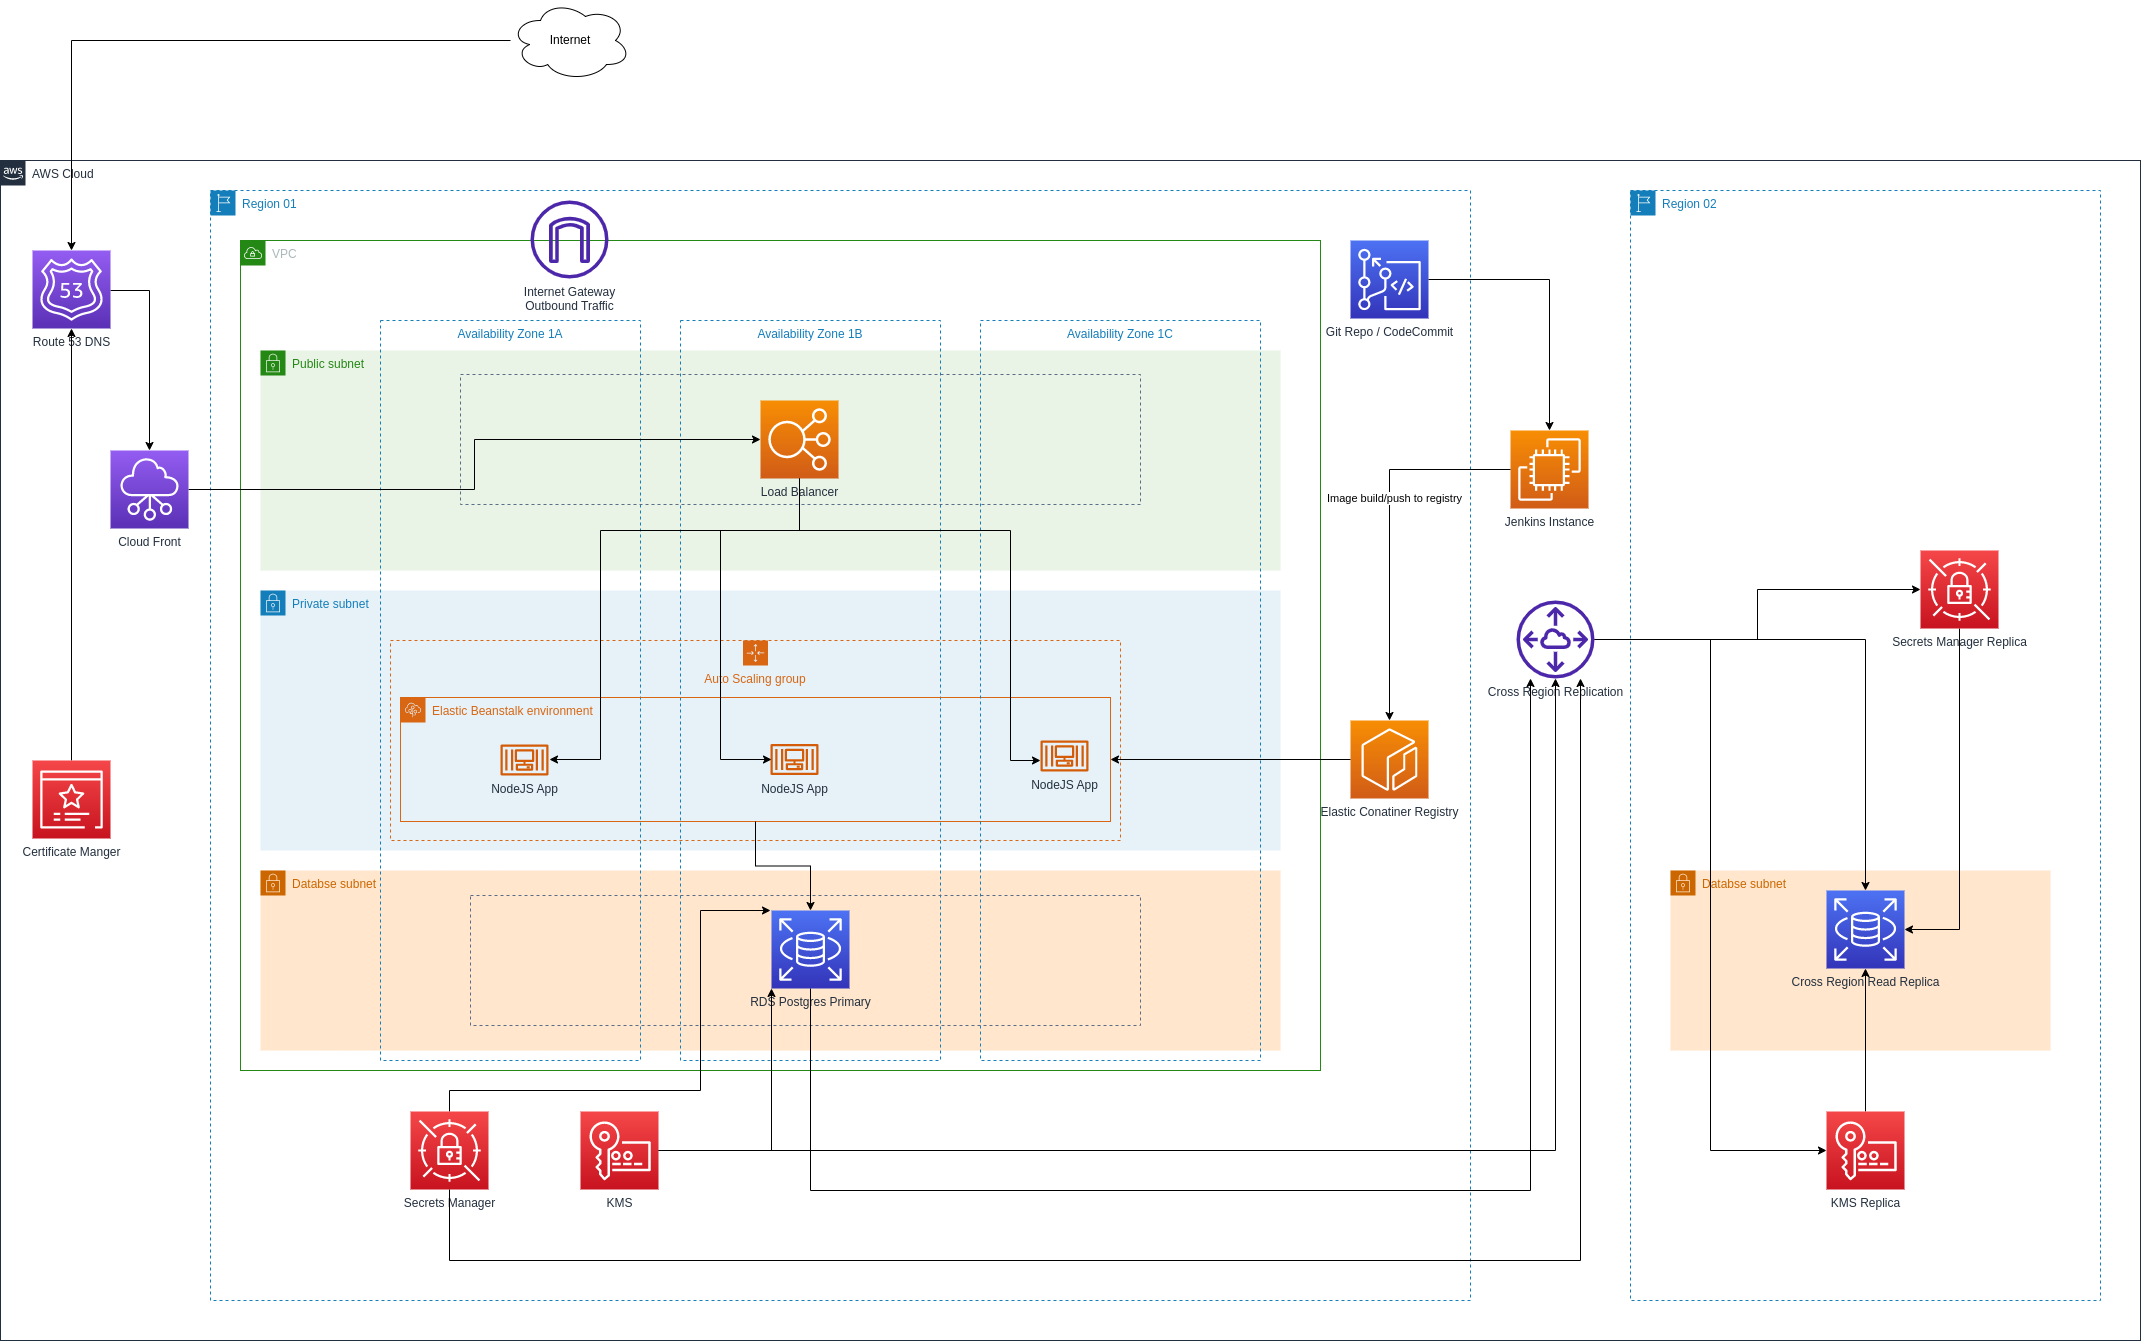 Internet
aws
AWS Cloud
Region 01
Region 02
VPC
Internet Gateway
Outbound Traffic
53
Route 53 DNS
Git Repo / CodeCommit
Availability Zone 1A
Availability Zone 1B
Availability Zone 1C
Public subnet
Load Balancer
Image build/push to registry
Jenkins Instance
Cloud Front
Private subnet
Secrets Manager Replica
Auto Scaling group
Cross Region Replication
Elastic Beanstalk environment
NodeJS App
NodeJS App
NodeJS App
Elastic Conatiner Registry
Certificate Manger
Databse subnet
Databse subnet
RDS Postgres Primary
Cross Region Read Replica
Secrets Manager
KMS
KMS Replica